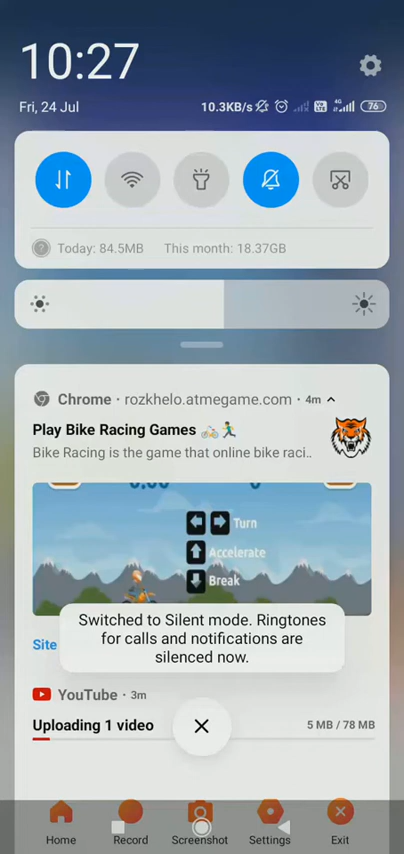 10:27
Fri, 24 Jul
10.3KB/s
4G
76
Today: 84.5MB This month: 18.37GB
Chrome · rozkhelo.atmegame.com · 4m
Play Bike Racing Games
Bike Racing is the game that online bike raci..
Turn
Accelerate
Break
Switched to Silent mode. Ringtones
for calls and notifications are
silenced now.
Site
YouTube · 3m
Uploading 1 video 5 MB / 78 MB
Home Record Screenshot Settings Exit